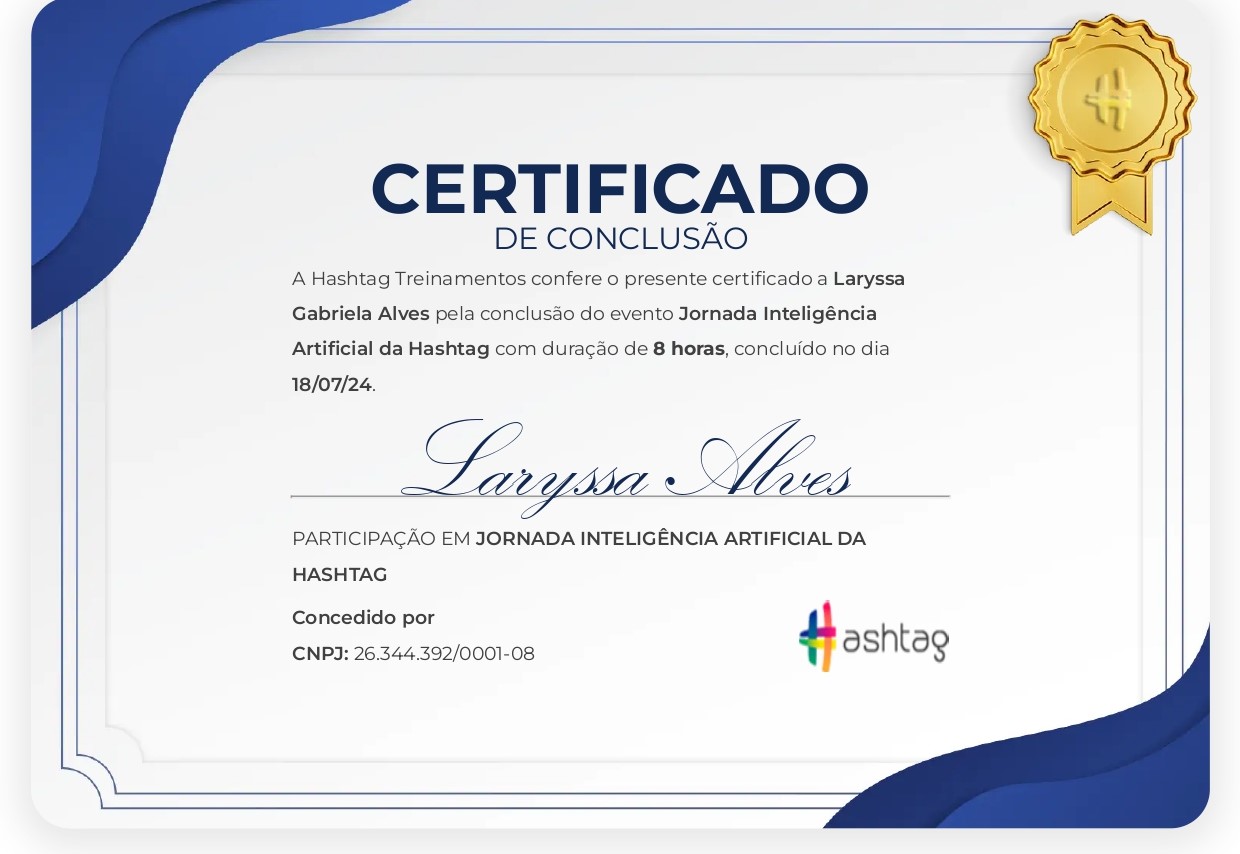 CERTIFICADO
DE CONCLUSÃO
A Hashtag Treinamentos confere o presente certificado a Laryssa
Gabriela Alves pela conclusão do evento Jornada Inteligência
Artificial da Hashtag com duração de 8 horas, concluído no dia
18/07/24.
Laryssa Alves
PARTICIPAÇÃO EM JORNADA INTELIGÊNCIA ARTIFICIAL DA
HASHTAG
Concedido por
CNPJ: 26.344.392/0001-08
#ashtag